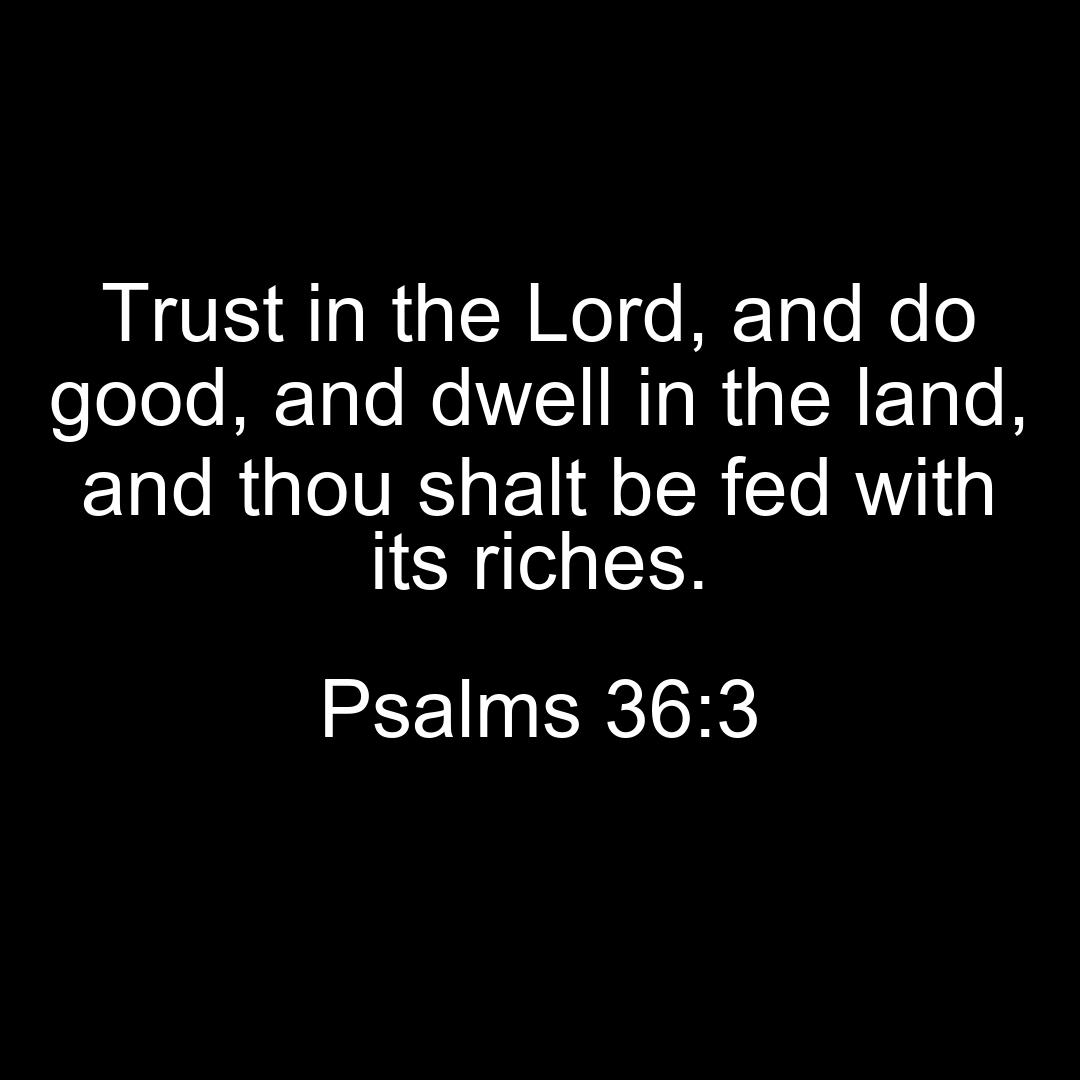 Trust in the Lord, and do
good, and dwell in the land,
and thou shalt be fed with
its riches.
Psalms 36:3